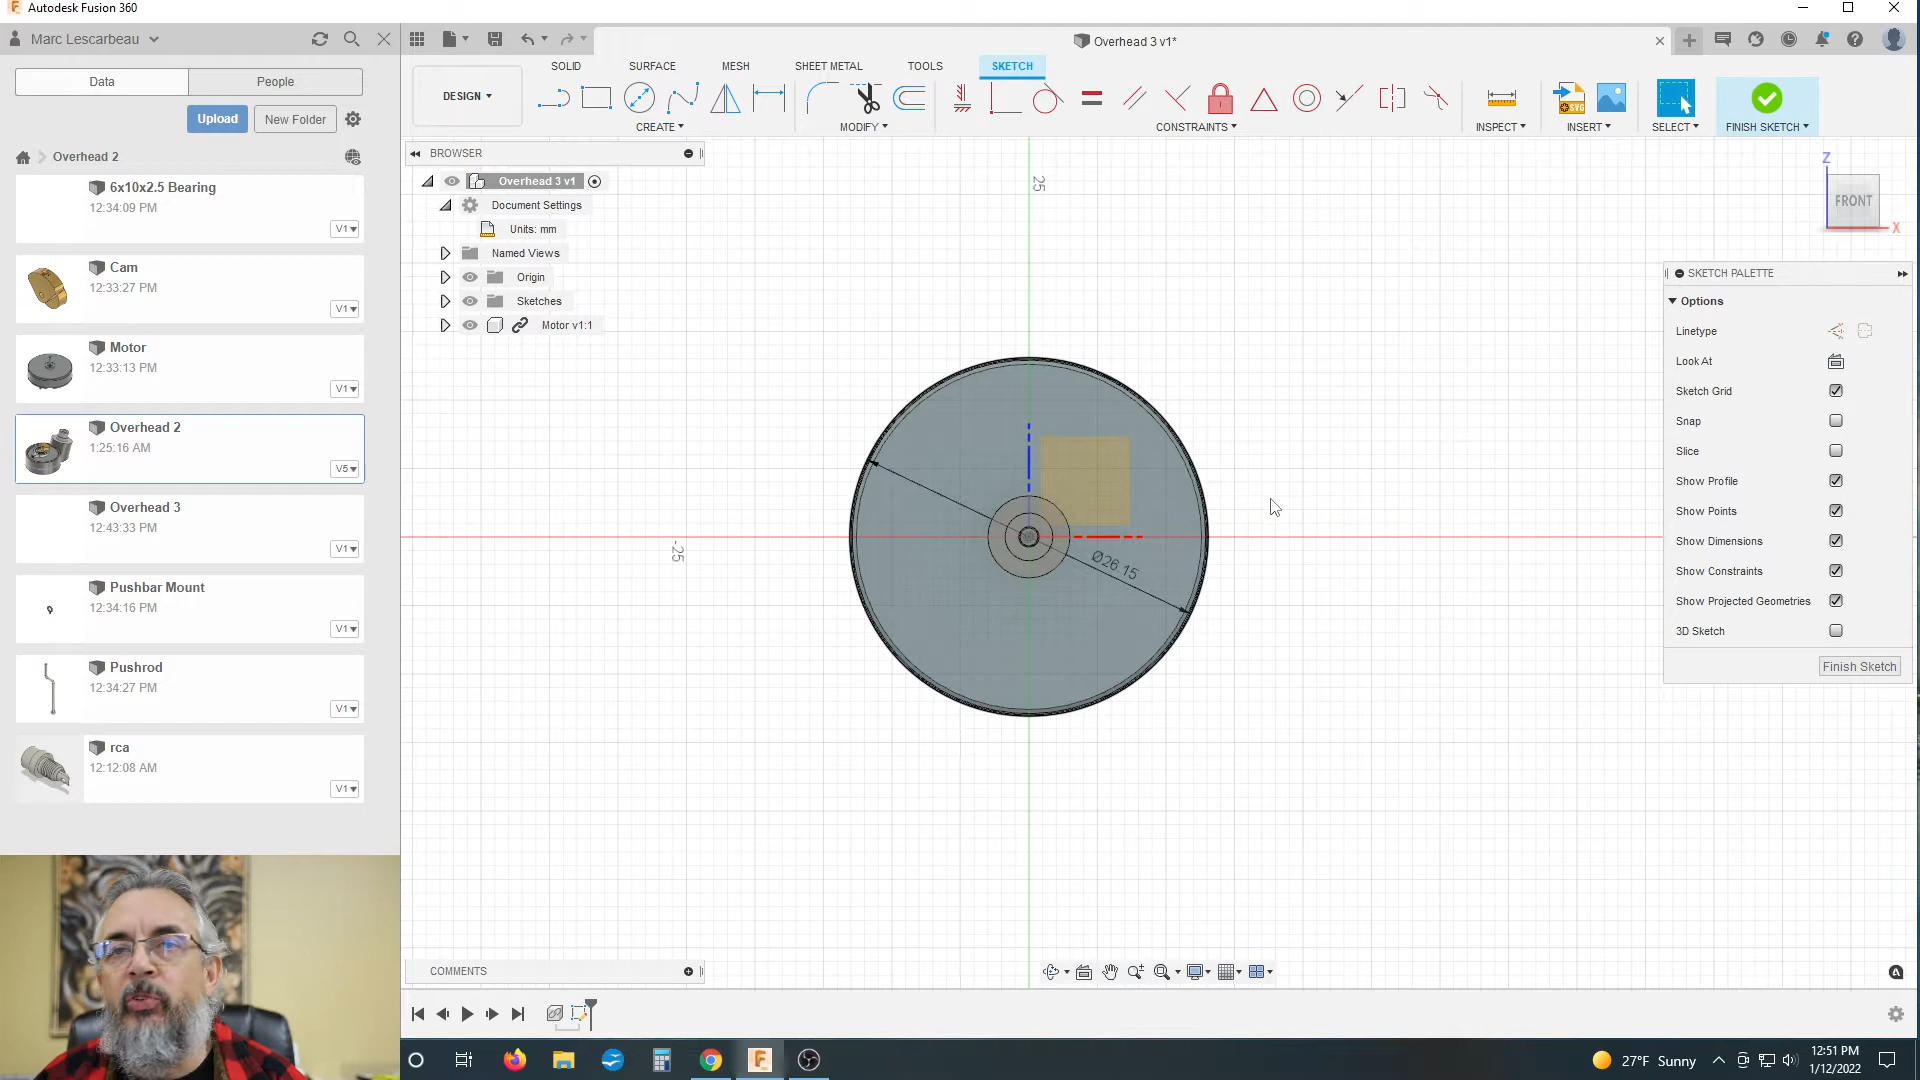 Autodesk Fusion 360
Marc Lescarbeau
Overhead 3 v1*
Data
People
SOLID
SURFACE
MESH
SHEET METAL
TOOLS
SKETCH
DESIGN
Upload
New Folder
CREATE
MODIFY
CONSTRAINTS
INSPECT
INSERT
SELECT
FINISH SKETCH
SVG
Overhead 2
BROWSER
6x10x2.5 Bearing
12:34:09 PM
V1
Overhead 3 v1
Document Settings
Units: mm
Named Views
Origin
Sketches
Motor v1:1
Cam
12:33:27 PM
V1
Motor
12:33:13 PM
V1
Overhead 2
1:25:16 AM
V5
Overhead 3
12:43:33 PM
V1
Pushbar Mount
12:34:16 PM
V1
Pushrod
12:34:27 PM
V1
rca
12:12:08 AM
V1
25
-25
Ø26.15
Z
FRONT
X
SKETCH PALETTE
Options
Linetype
Look At
Sketch Grid
Snap
Slice
Show Profile
Show Points
Show Dimensions
Show Constraints
Show Projected Geometries
3D Sketch
Finish Sketch
COMMENTS
27°F Sunny
12:51 PM
1/12/2022